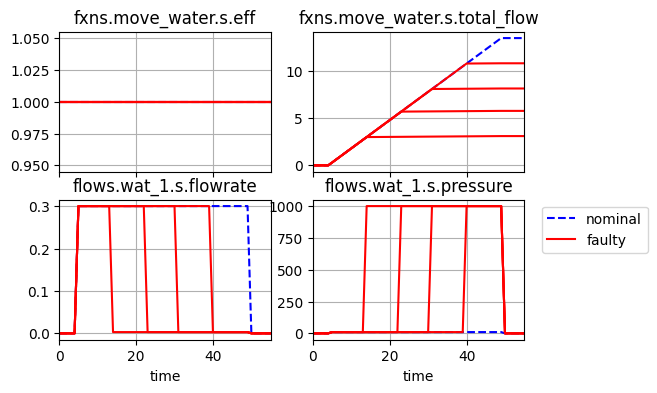 fxns.move_water.s.eff
fxns.move_water.s.total_flow
1.050
1.025
1.000
0.975
0.950
10
5
0
flows.wat_1.s.flowrate
flows.wat_1.s.pressure
0.3
0.2
0.1
0.0
0
20
40
time
1000
750
500
250
0
0
20
40
time
nominal
faulty